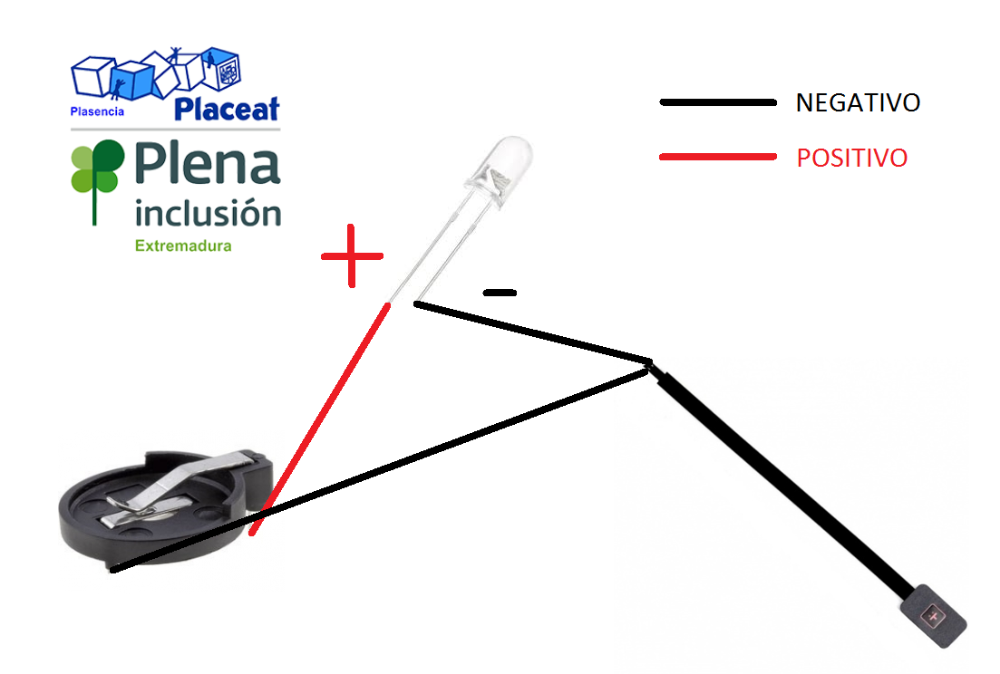 Plasencia
Placeat
Plena
inclusión
Extremadura
NEGATIVO
POSITIVO
+
-
+